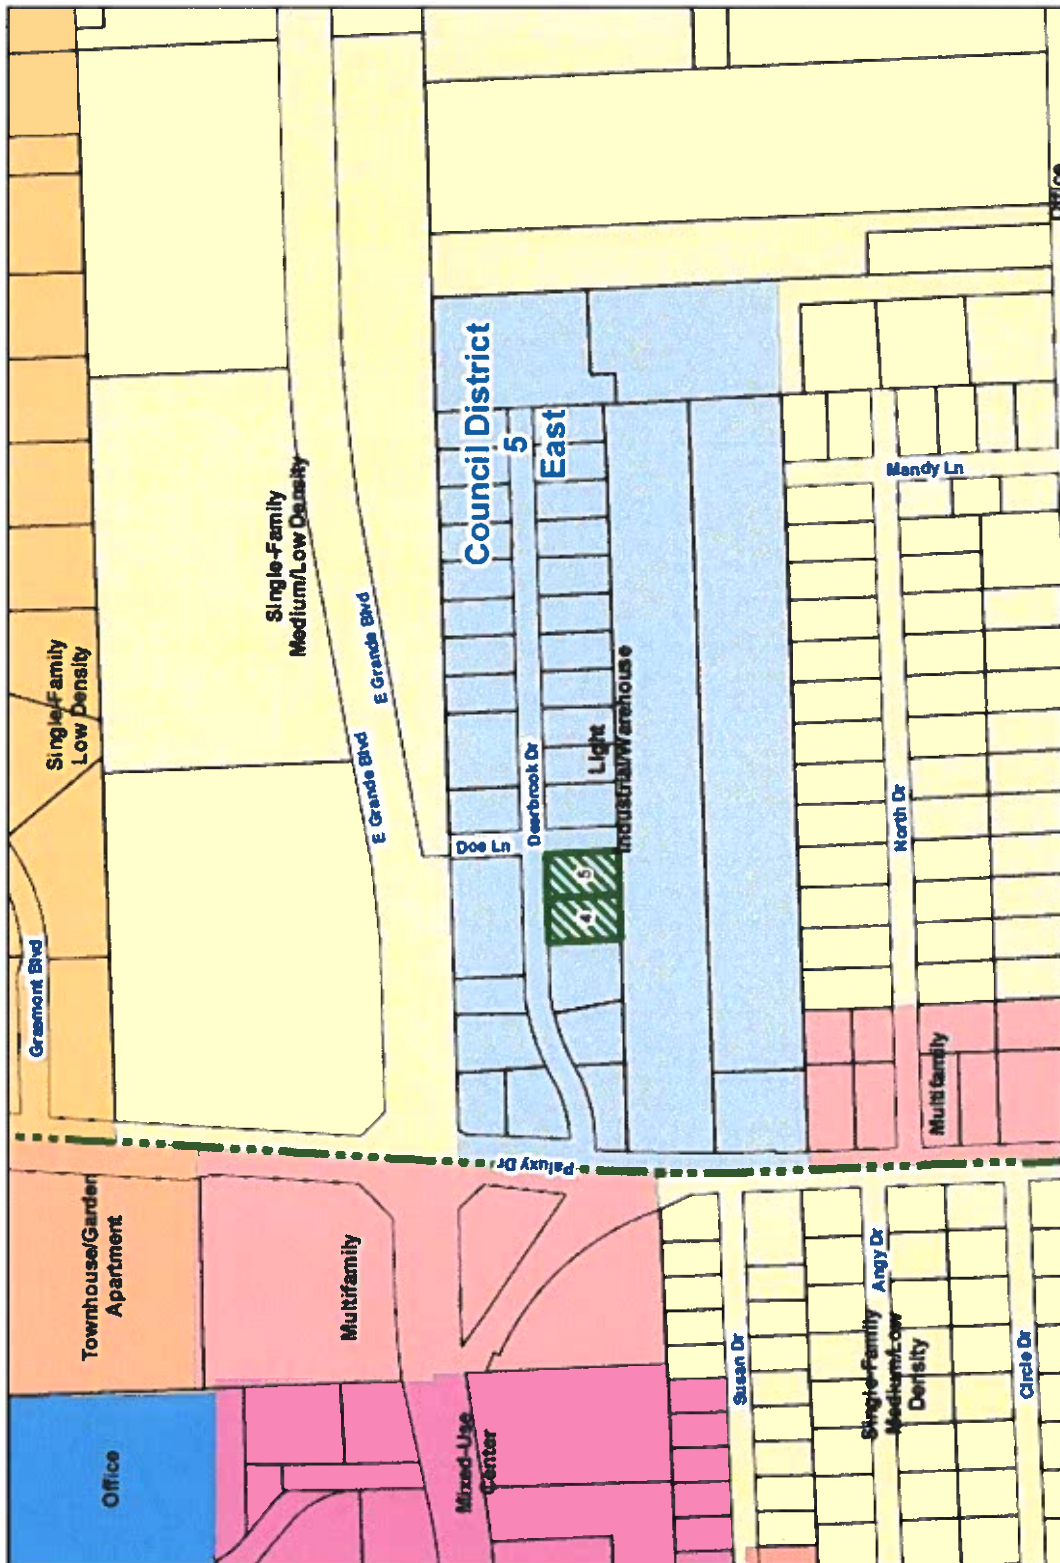 Office
Townhouse/Garden
Apartment
Grasmont Blvd
Single-Family
Low Density
Multifamily
Single-Family
Medium/Low Density
E Grande Blvd
E Grande Blvd
Mixed-Use
Center
Paluxy Dr
Doe Ln
Deerbrook Dr
Council District
5
East
4
5
Light
Industrial/Warehouse
Susan Dr
Single-Family
Medium/Low
Density
Angy Dr
Circle Dr
Multifamily
North Dr
Mandy Ln
Office